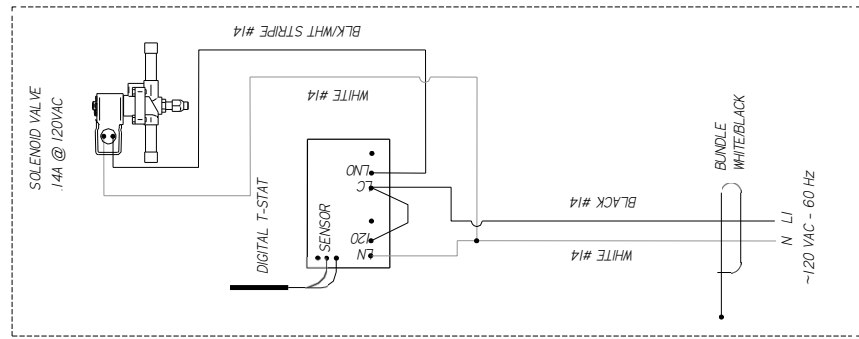 BLK/WHT STRIPE #14
WHITE #14
SOLENOID VALVE
.14A @ 120VAC
DIGITAL T-STAT
SENSOR
LNO
LC
120
LN
BLACK #14
WHITE #14
BUNDLE
WHITE/BLACK
L1
N
~120 VAC - 60 Hz